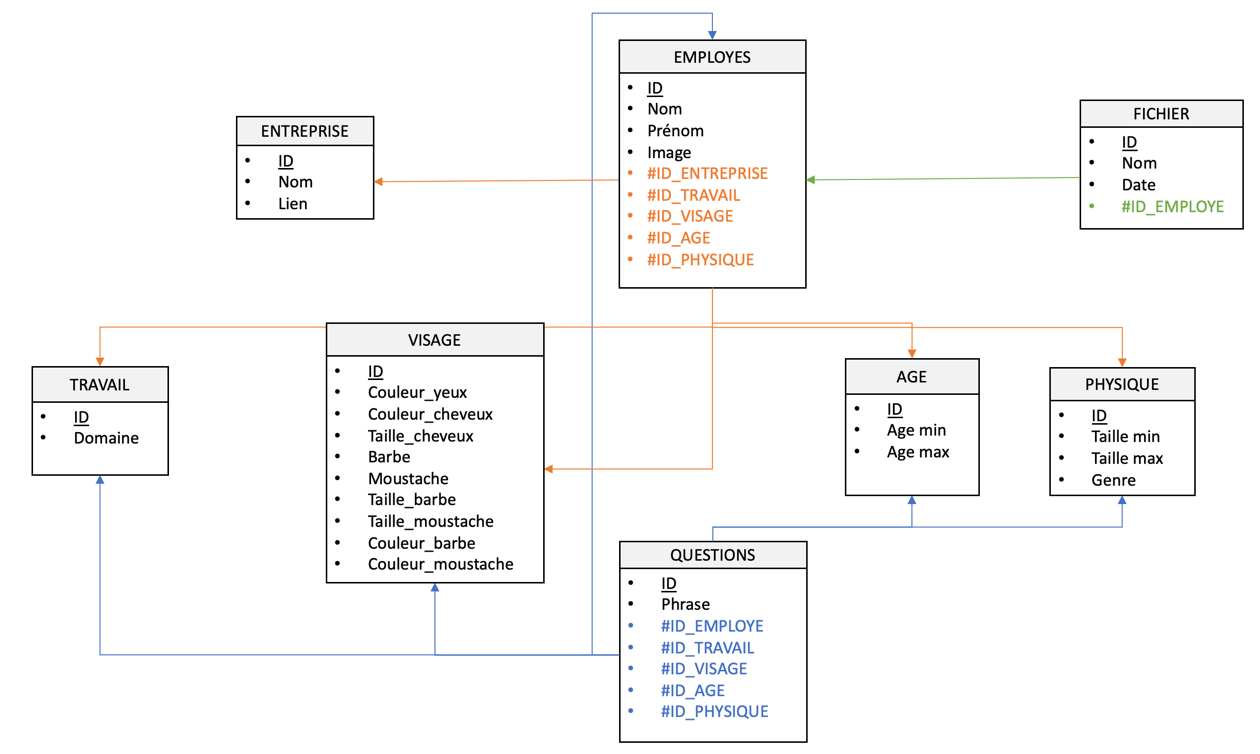 EMPLOYES
ID
Nom
Prénom
Image
#ID_ENTREPRISE
#ID_TRAVAIL
#ID_VISAGE
#ID_AGE
#ID_PHYSIQUE
ENTREPRISE
ID
Nom
Lien
FICHIER
ID
Nom
Date
#ID_EMPLOYE
TRAVAIL
ID
Domaine
VISAGE
ID
Couleur_yeux
Couleur_cheveux
Taille_cheveux
Barbe
Moustache
Taille_barbe
Taille_moustache
Couleur_barbe
Couleur_moustache
AGE
ID
Age min
Age max
PHYSIQUE
ID
Taille min
Taille max
Genre
QUESTIONS
ID
Phrase
#ID_EMPLOYE
#ID_TRAVAIL
#ID_VISAGE
#ID_AGE
#ID_PHYSIQUE